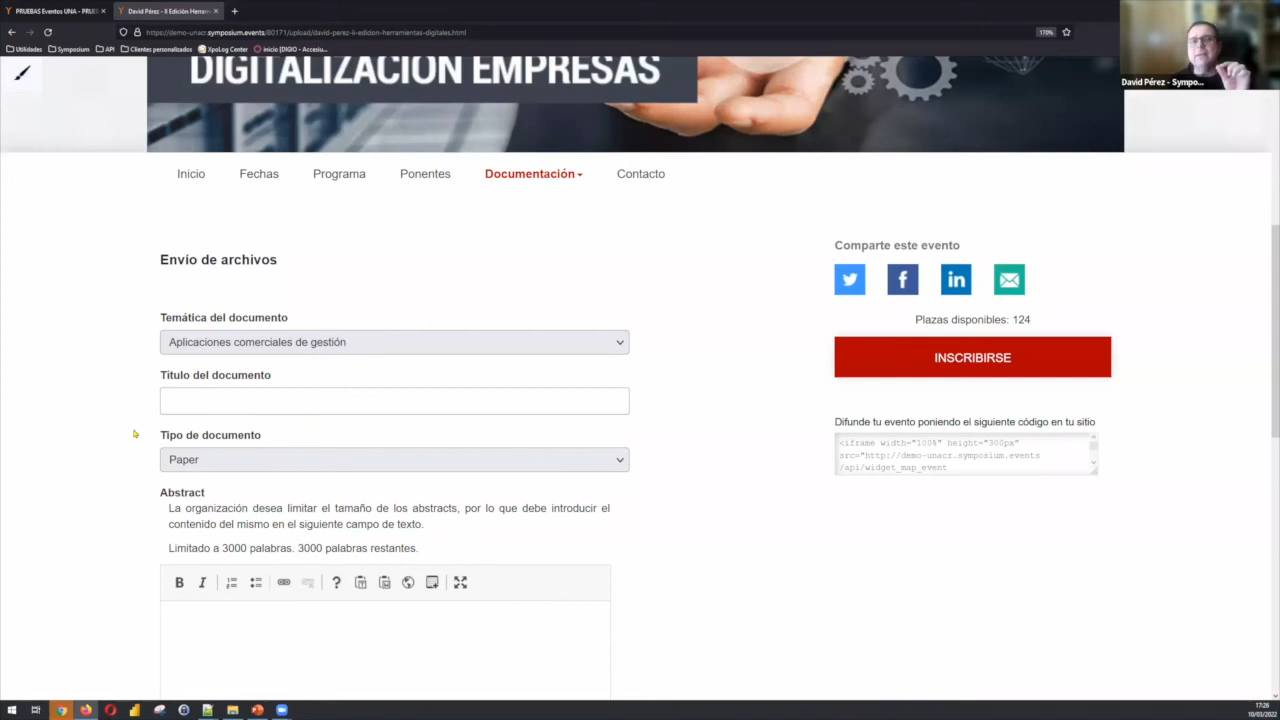 PRUEBAS Eventos UNA - PRUE
David Pérez - II Edición Herram
https://demo-unacr.symposium.events/80171/upload/david-perez-ii-edicion-herramientas-digitales.html
170%
Utilidades
Symposium
API
Clientes personalizados
XpoLog Center
inicio [DIGIO - Accesiu...
David Pérez - Sympo...
DIGITALIZACIÓN EMPRESAS
Inicio
Fechas
Programa
Ponentes
Documentación
Contacto
Envío de archivos
Temática del documento
Aplicaciones comerciales de gestión
Titulo del documento
Tipo de documento
Paper
Abstract
La organización desea limitar el tamaño de los abstracts, por lo que debe introducir el
contenido del mismo en el siguiente campo de texto.
Limitado a 3000 palabras. 3000 palabras restantes.
B I
Comparte este evento
Plazas disponibles: 124
INSCRIBIRSE
Difunde tu evento poniendo el siguiente código en tu sitio
<iframe width="100%" height="300px"
src="http://demo-unacr.symposium.events
/api/widget_map_event
17:26
10/03/2022